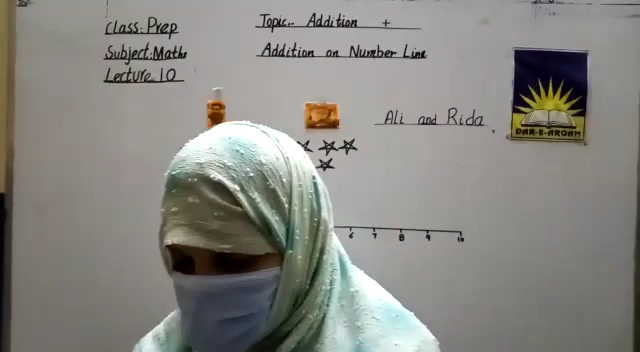 Class:Prep
Topic:- Addition +
Subject:Maths
Addition on Number Line
Lecture 10
Ali and Rida
DAR-E-ARQAM
6 7 8 9 10